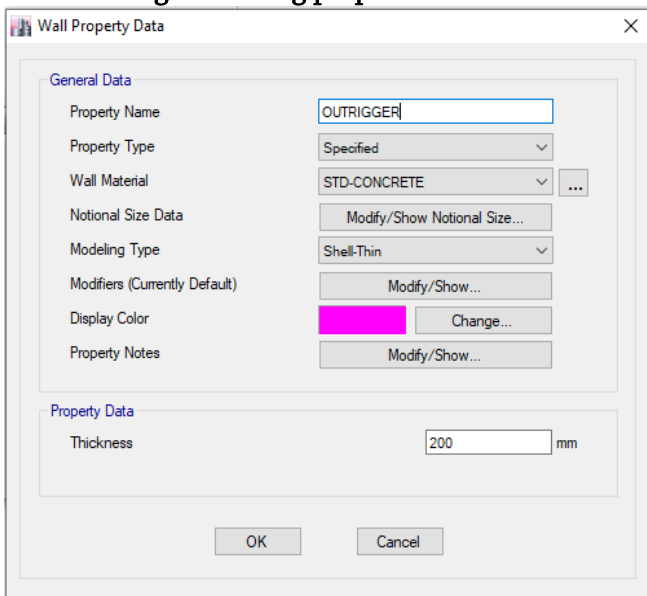 Wall Property Data
General Data
Property Name OUTRIGGER
Property Type Specified
Wall Material STD-CONCRETE ...
Notional Size Data Modify/Show Notional Size...
Modeling Type Shell-Thin
Modifiers (Currently Default) Modify/Show...
Display Color Change...
Property Notes Modify/Show...
Property Data
Thickness 200 mm
OK Cancel